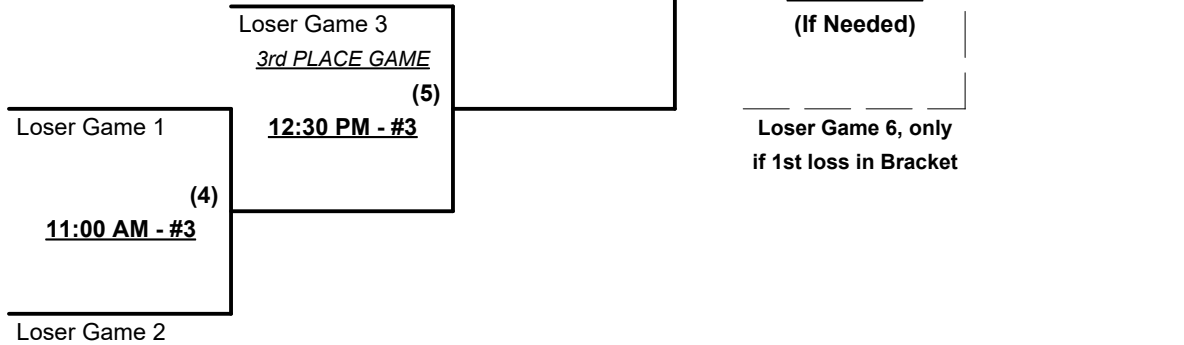 Loser Game 3
3rd PLACE GAME
(5)
12:30 PM - #3
Loser Game 1
(4)
11:00 AM - #3
Loser Game 2
(If Needed)
Loser Game 6, only
if 1st loss in Bracket